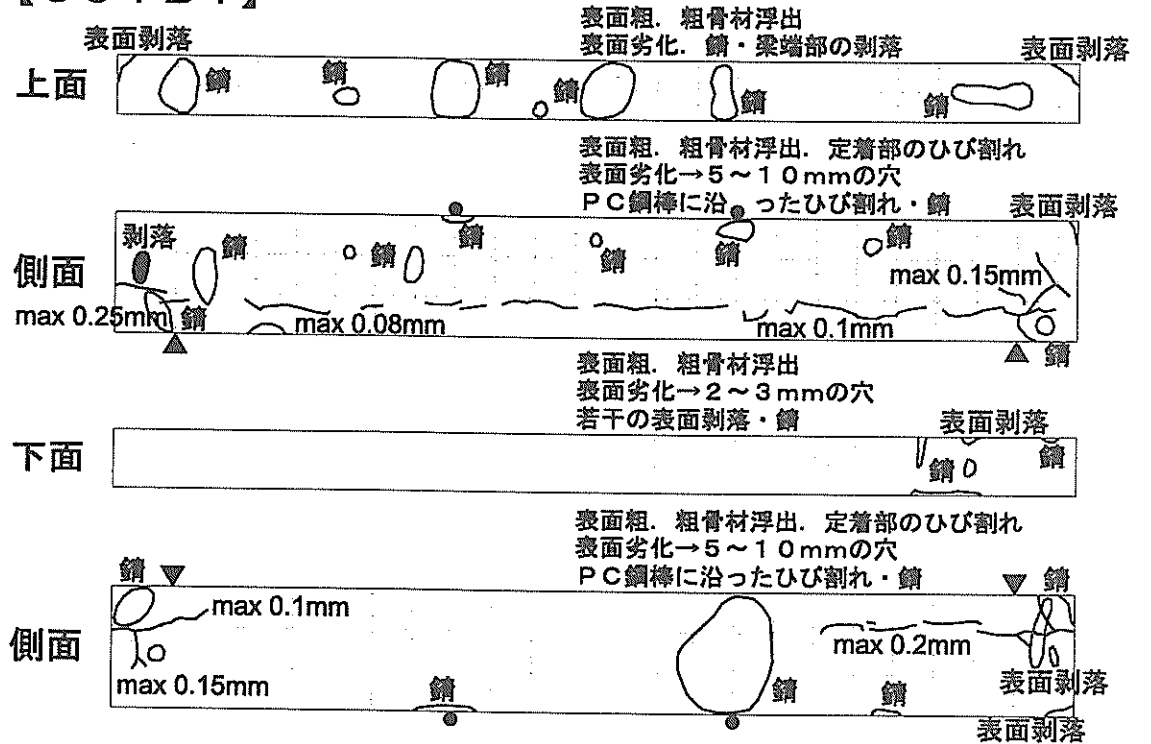 表面粗．粗骨材浮出
表面剥落
表面劣化．錆・梁端部の剥落
表面剥落
上面
錆
錆
錆
錆
錆
錆
表面粗．粗骨材浮出．定着部のひび割れ
表面劣化→5～10mmの穴
PC鋼棒に沿ったひび割れ・錆
表面剥落
側面
剥落
錆
錆
錆
錆
錆
錆
max 0.15mm
max 0.25mm
錆
max 0.08mm
max 0.1mm
錆
表面粗．粗骨材浮出
表面劣化→2～3mmの穴
若干の表面剥落・錆
表面剥落
下面
錆
錆
表面粗．粗骨材浮出．定着部のひび割れ
表面劣化→5～10mmの穴
PC鋼棒に沿ったひび割れ・錆
錆
錆
側面
max 0.1mm
max 0.2mm
max 0.15mm
錆
錆
錆
表面剥落
表面剥落